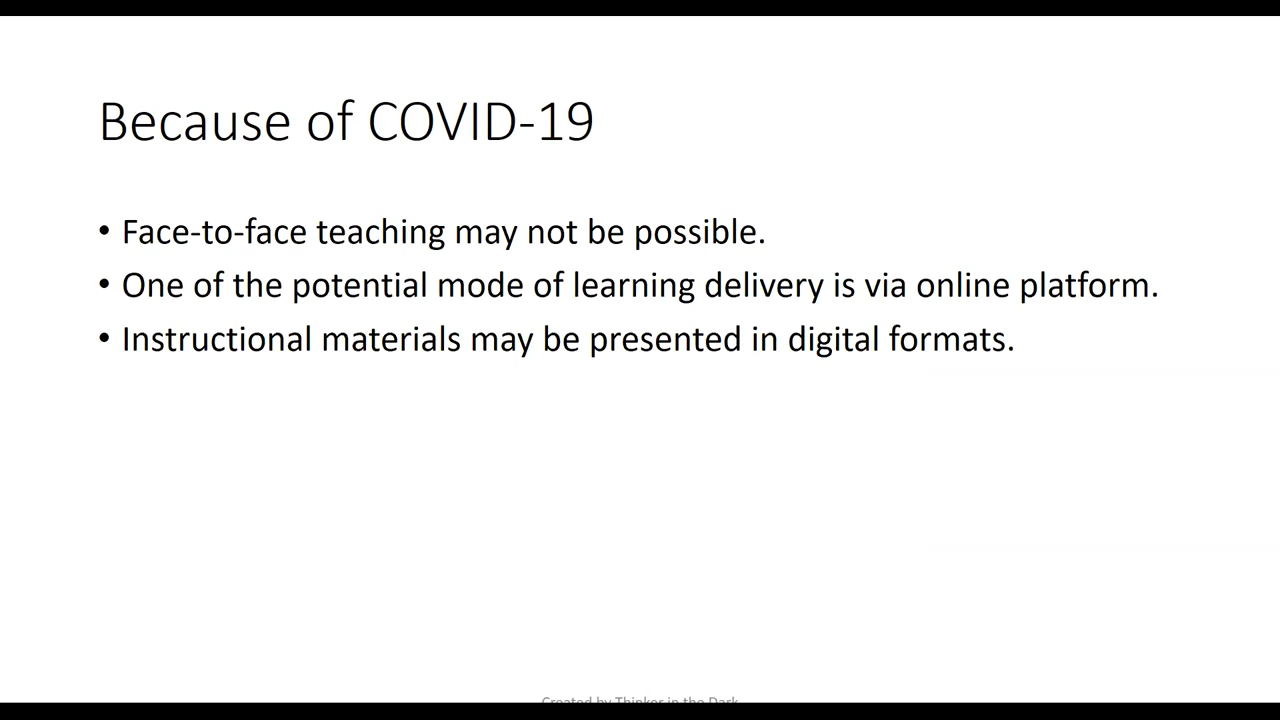 Because of COVID-19
• Face-to-face teaching may not be possible.
• One of the potential mode of learning delivery is via online platform.
• Instructional materials may be presented in digital formats.
Created by Thinker in the Dark